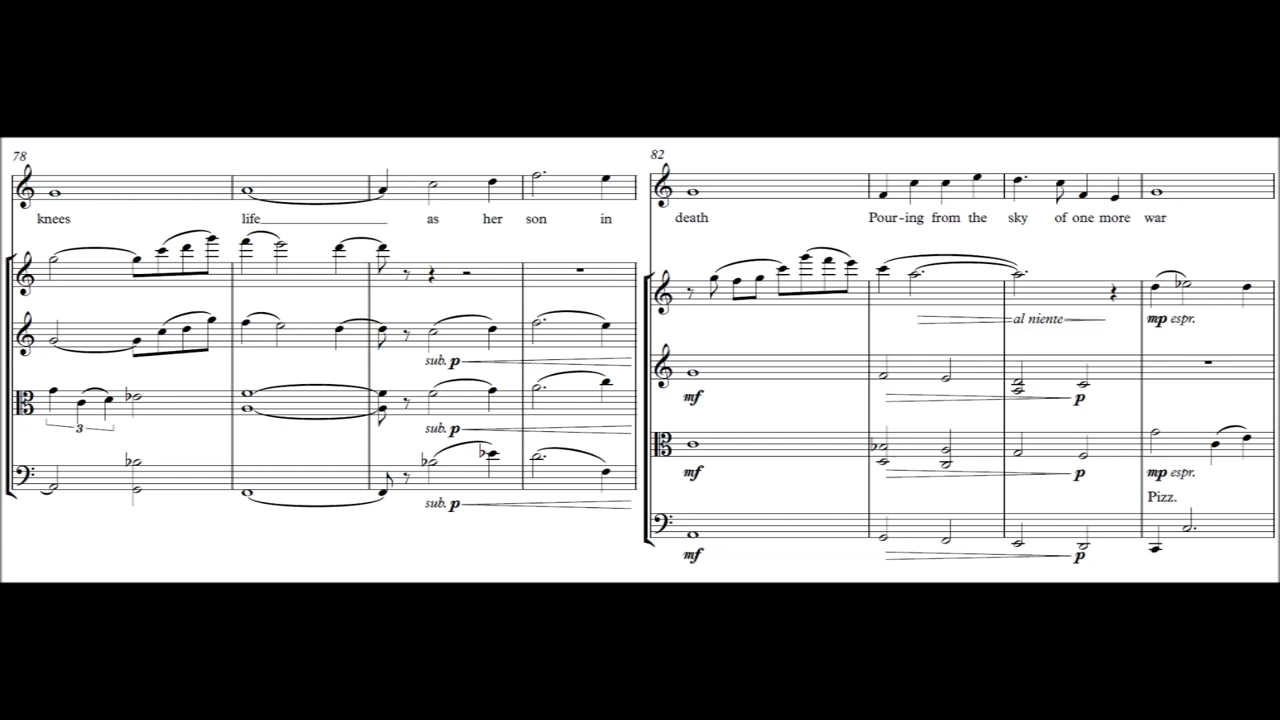 78
knees life as her son in
3
sub. p
sub. p
sub. p
82
death Pour-ing from the sky of one more war
al niente
mp espr.
mf
p
mf
p
mp espr.
Pizz.
mf
p